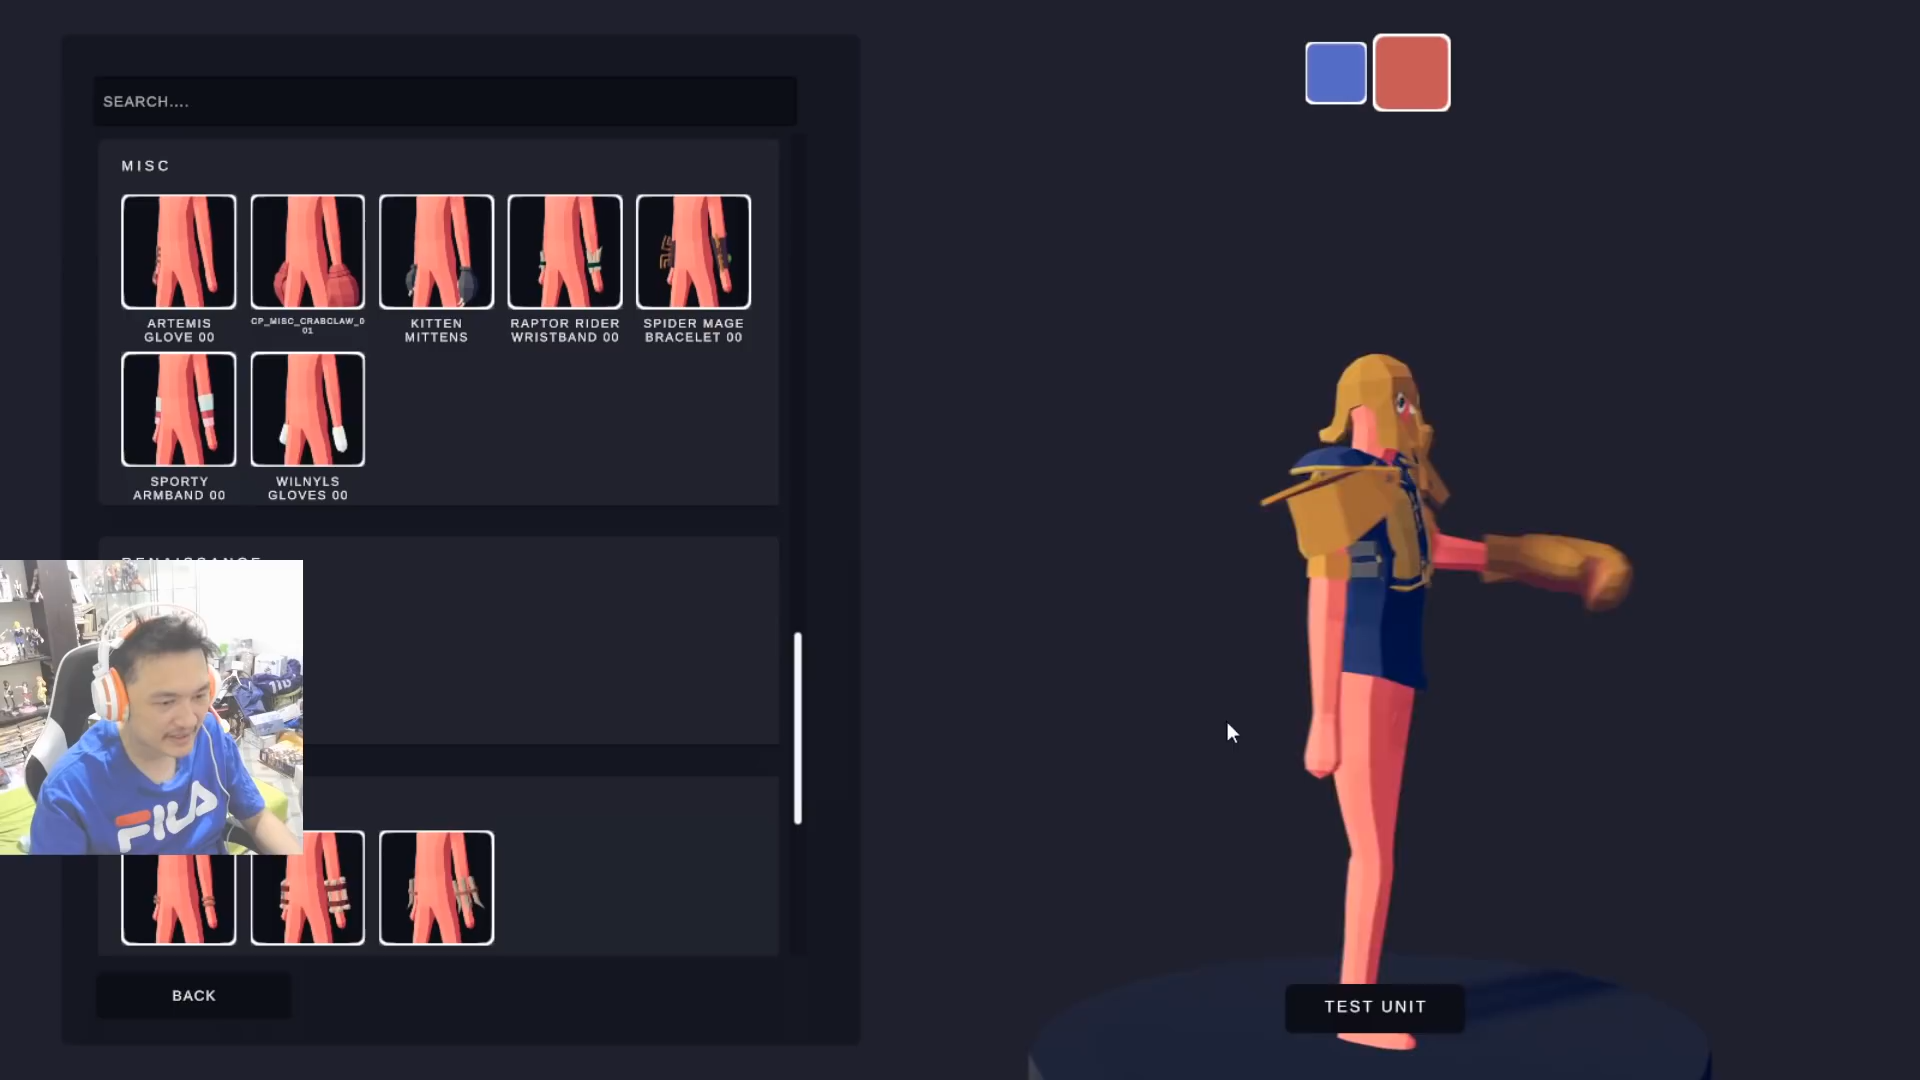 SEARCH....
MISC
ARTEMIS
GLOVE 00
CP_MISC_CRABCLAW_0
01
KITTEN
MITTENS
RAPTOR RIDER
WRISTBAND 00
SPIDER MAGE
BRACELET 00
SPORTY
ARMBAND 00
WILNYLS
GLOVES 00
RENAISSANCE
FILA
BACK
TEST UNIT